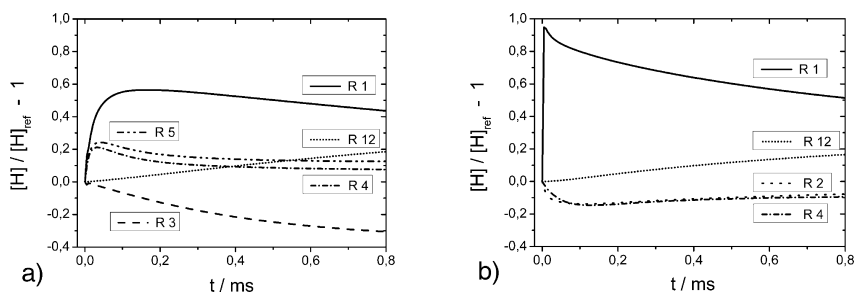 [H] / [H]ref - 1
1,0
0,8
0,6
0,4
0,2
0,0
-0,2
-0,4
R 1
R 5
R 12
R 4
R 3
0,0 0,2 0,4 0,6 0,8
t / ms
a)
[H] / [H]ref - 1
1,0
0,8
0,6
0,4
0,2
0,0
-0,2
-0,4
R 1
R 12
R 2
R 4
0,0 0,2 0,4 0,6 0,8
t / ms
b)